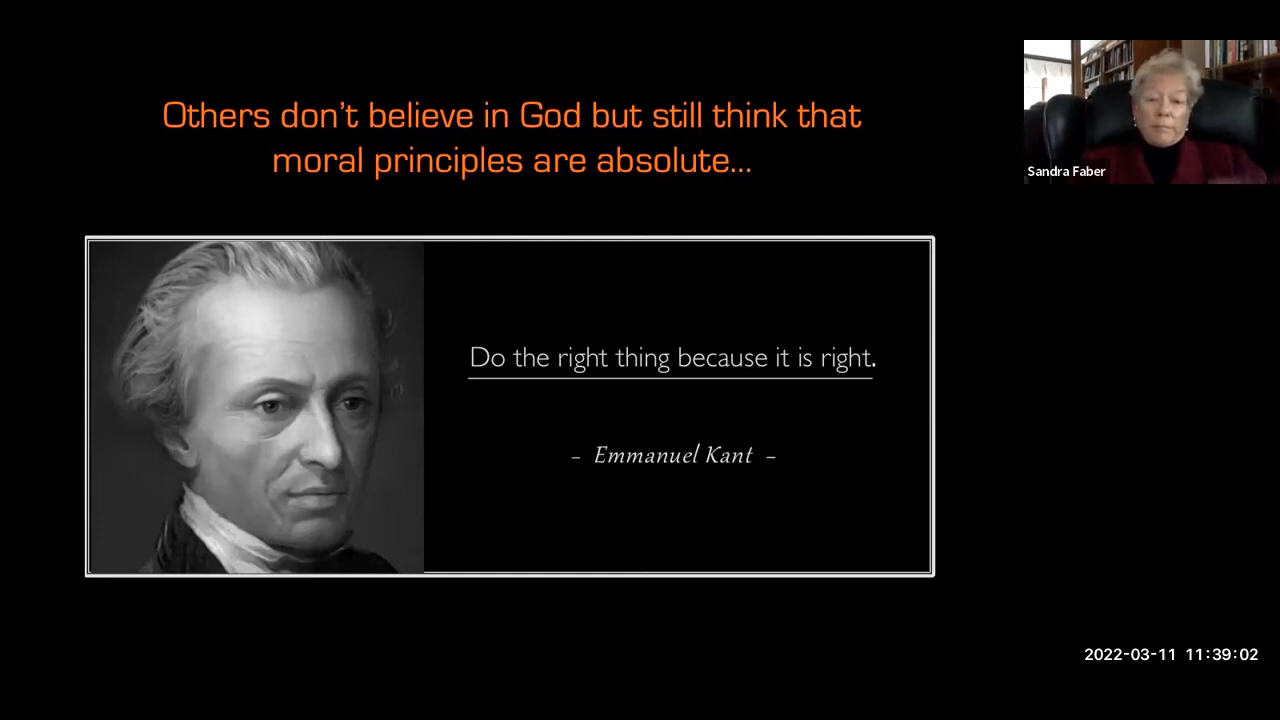 Others don't believe in God but still think that
moral principles are absolute...
Sandra Faber
Do the right thing because it is right.
– Emmanuel Kant –
2022-03-11 11:39:02